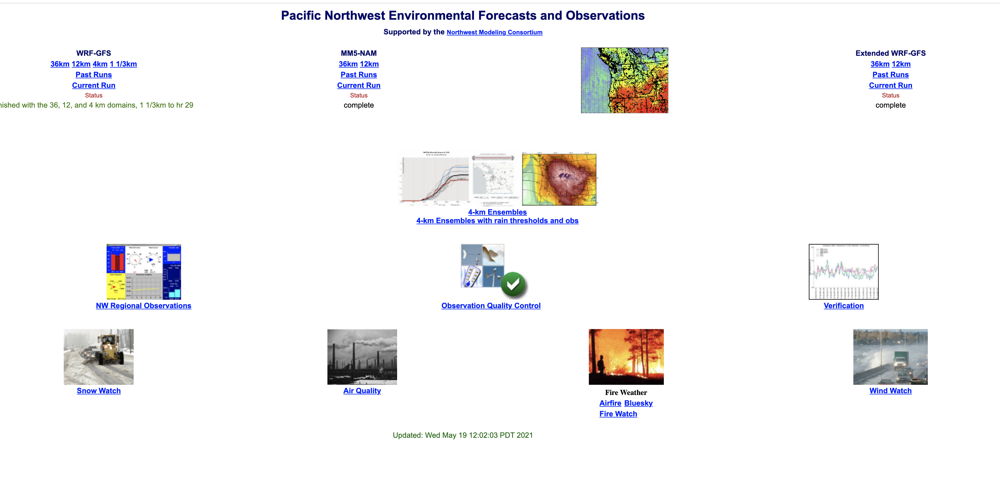 Pacific Northwest Environmental Forecasts and Observations
Supported by the Northwest Modeling Consortium
WRF-GFS
36km 12km 4km 1 1/3km
Past Runs
Current Run
Status
with the 36, 12, and 4 km domains, 1 1/3km to hr 29
MM5-NAM
36km 12km
Past Runs
Current Run
Status
complete
Extended WRF-GFS
36km 12km
Past Runs
Current Run
Status
complete
4-km Ensembles
4-km Ensembles with rain thresholds and obs
NW Regional Observations
Observation Quality Control
Verification
Snow Watch
Air Quality
Fire Weather
Airfire Bluesky
Fire Watch
Wind Watch
Updated: Wed May 19 12:02:03 PDT 2021